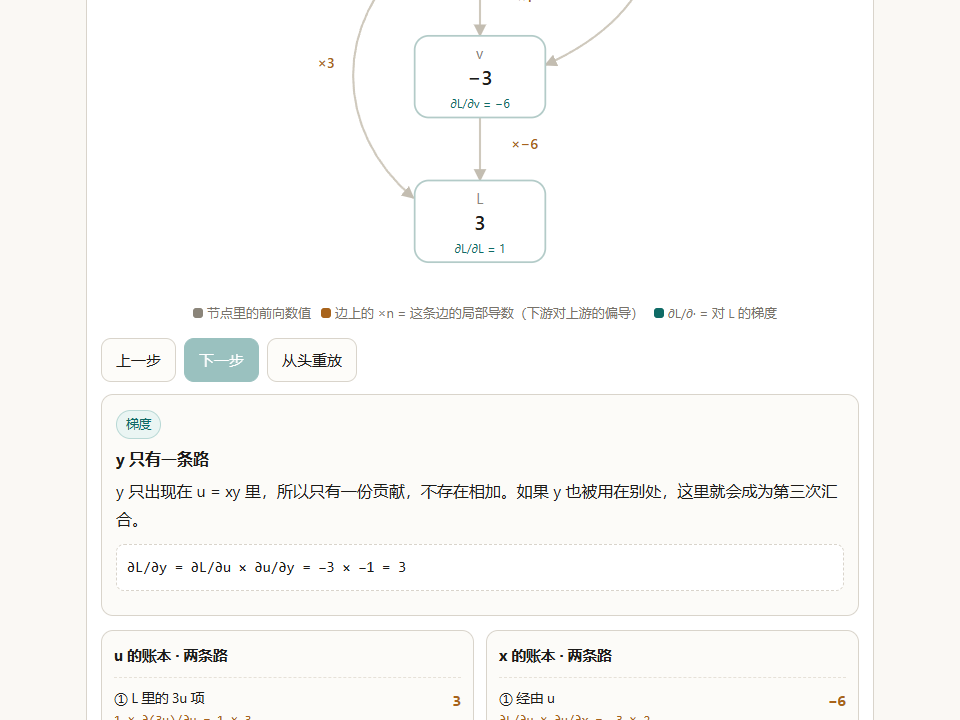 ×3
v
−3
∂L/∂v = −6
×−6
L
3
∂L/∂L = 1
节点里的前向数值 边上的 ×n = 这条边的局部导数（下游对上游的偏导） ∂L/∂· = 对 L 的梯度
上一步 下一步 从头重放
梯度
y 只有一条路
y 只出现在 u = xy 里，所以只有一份贡献，不存在相加。如果 y 也被用在别处，这里就会成为第三次汇
合。
∂L/∂y = ∂L/∂u × ∂u/∂y = −3 × −1 = 3
u 的账本 · 两条路
① L 里的 3u 项 3
1 × ∂(3u)/∂u = 1 × 3
x 的账本 · 两条路
① 经由 u −6
∂L/∂u × ∂u/∂x = −3 × 2